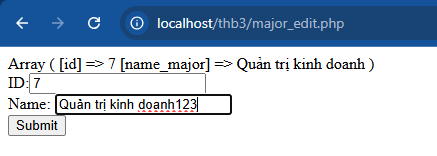 localhost/thb3/major_edit.php
Array ( [id] => 7 [name_major] => Quản trị kinh doanh )
ID: 7
Name: Quản trị kinh doanh123
Submit